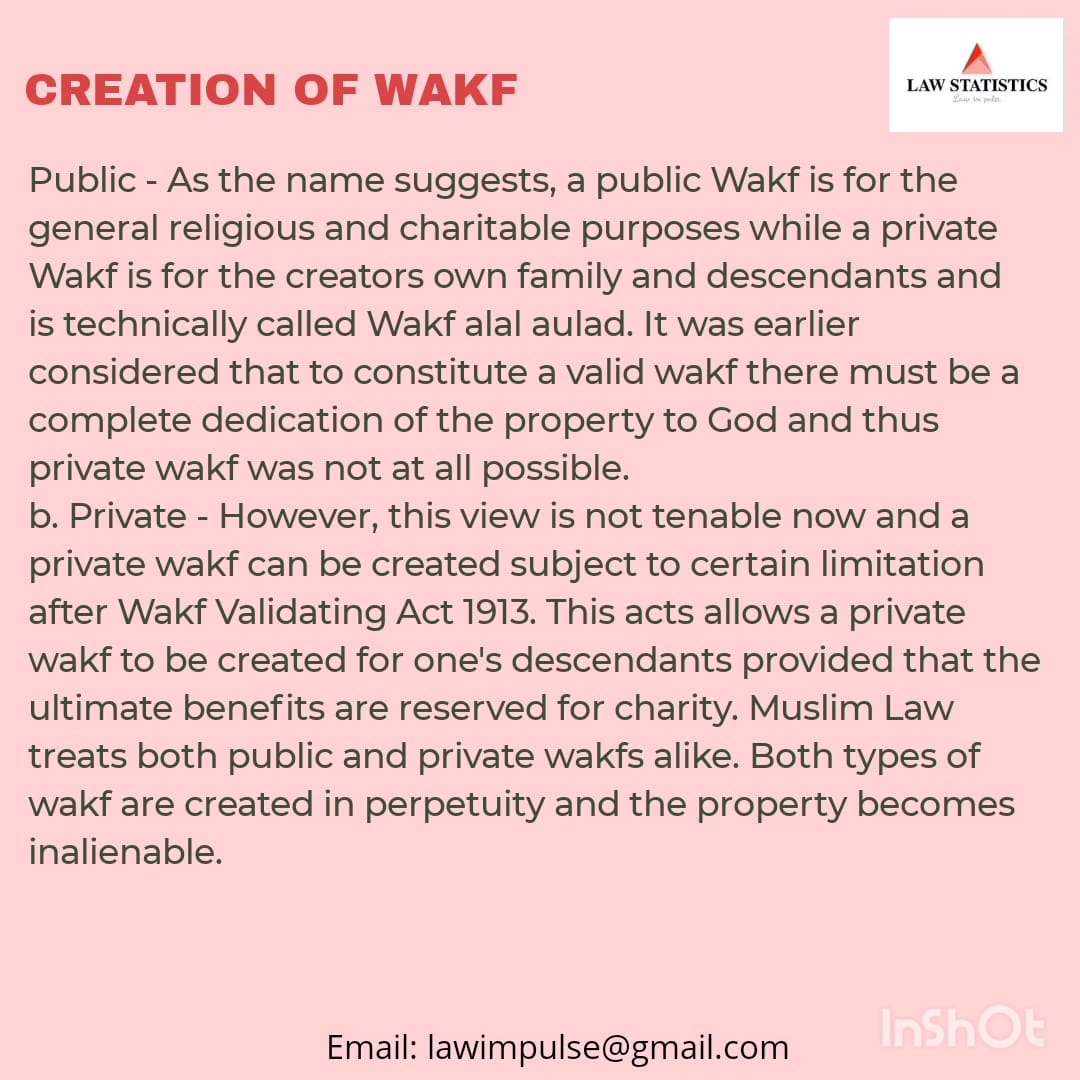 CREATION OF WAKF
LAW STATISTICS
Law in pulse
Public - As the name suggests, a public Wakf is for the
general religious and charitable purposes while a private
Wakf is for the creators own family and descendants and
is technically called Wakf alal aulad. It was earlier
considered that to constitute a valid wakf there must be a
complete dedication of the property to God and thus
private wakf was not at all possible.
b. Private - However, this view is not tenable now and a
private wakf can be created subject to certain limitation
after Wakf Validating Act 1913. This acts allows a private
wakf to be created for one's descendants provided that the
ultimate benefits are reserved for charity. Muslim Law
treats both public and private wakfs alike. Both types of
wakf are created in perpetuity and the property becomes
inalienable.
InShOt
Email: lawimpulse@gmail.com